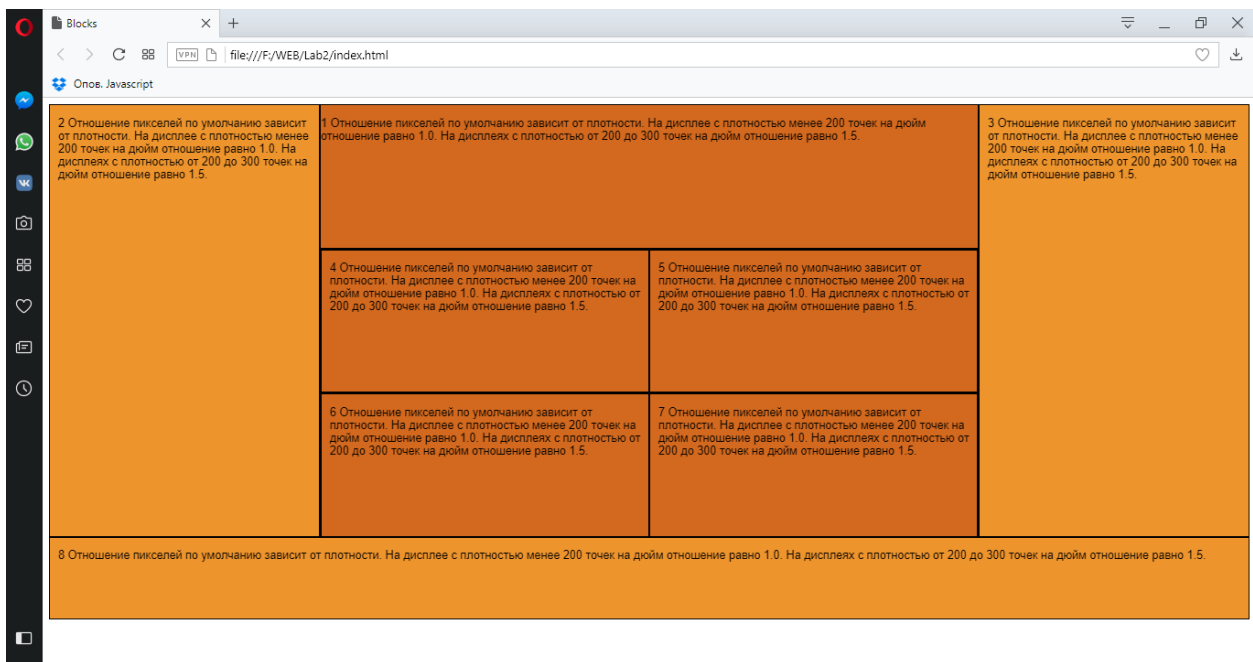 Blocks
VPN file:///F:/WEB/Lab2/index.html
Опов. Javascript
2 Отношение пикселей по умолчанию зависит
от плотности. На дисплее с плотностью менее
200 точек на дюйм отношение равно 1.0. На
дисплеях с плотностью от 200 до 300 точек на
дюйм отношение равно 1.5.
1 Отношение пикселей по умолчанию зависит от плотности. На дисплее с плотностью менее 200 точек на дюйм
отношение равно 1.0. На дисплеях с плотностью от 200 до 300 точек на дюйм отношение равно 1.5.
3 Отношение пикселей по умолчанию зависит
от плотности. На дисплее с плотностью менее
200 точек на дюйм отношение равно 1.0. На
дисплеях с плотностью от 200 до 300 точек на
дюйм отношение равно 1.5.
4 Отношение пикселей по умолчанию зависит от
плотности. На дисплее с плотностью менее 200 точек на
дюйм отношение равно 1.0. На дисплеях с плотностью от
200 до 300 точек на дюйм отношение равно 1.5.
5 Отношение пикселей по умолчанию зависит от
плотности. На дисплее с плотностью менее 200 точек на
дюйм отношение равно 1.0. На дисплеях с плотностью от
200 до 300 точек на дюйм отношение равно 1.5.
6 Отношение пикселей по умолчанию зависит от
плотности. На дисплее с плотностью менее 200 точек на
дюйм отношение равно 1.0. На дисплеях с плотностью от
200 до 300 точек на дюйм отношение равно 1.5.
7 Отношение пикселей по умолчанию зависит от
плотности. На дисплее с плотностью менее 200 точек на
дюйм отношение равно 1.0. На дисплеях с плотностью от
200 до 300 точек на дюйм отношение равно 1.5.
8 Отношение пикселей по умолчанию зависит от плотности. На дисплее с плотностью менее 200 точек на дюйм отношение равно 1.0. На дисплеях с плотностью от 200 до 300 точек на дюйм отношение равно 1.5.